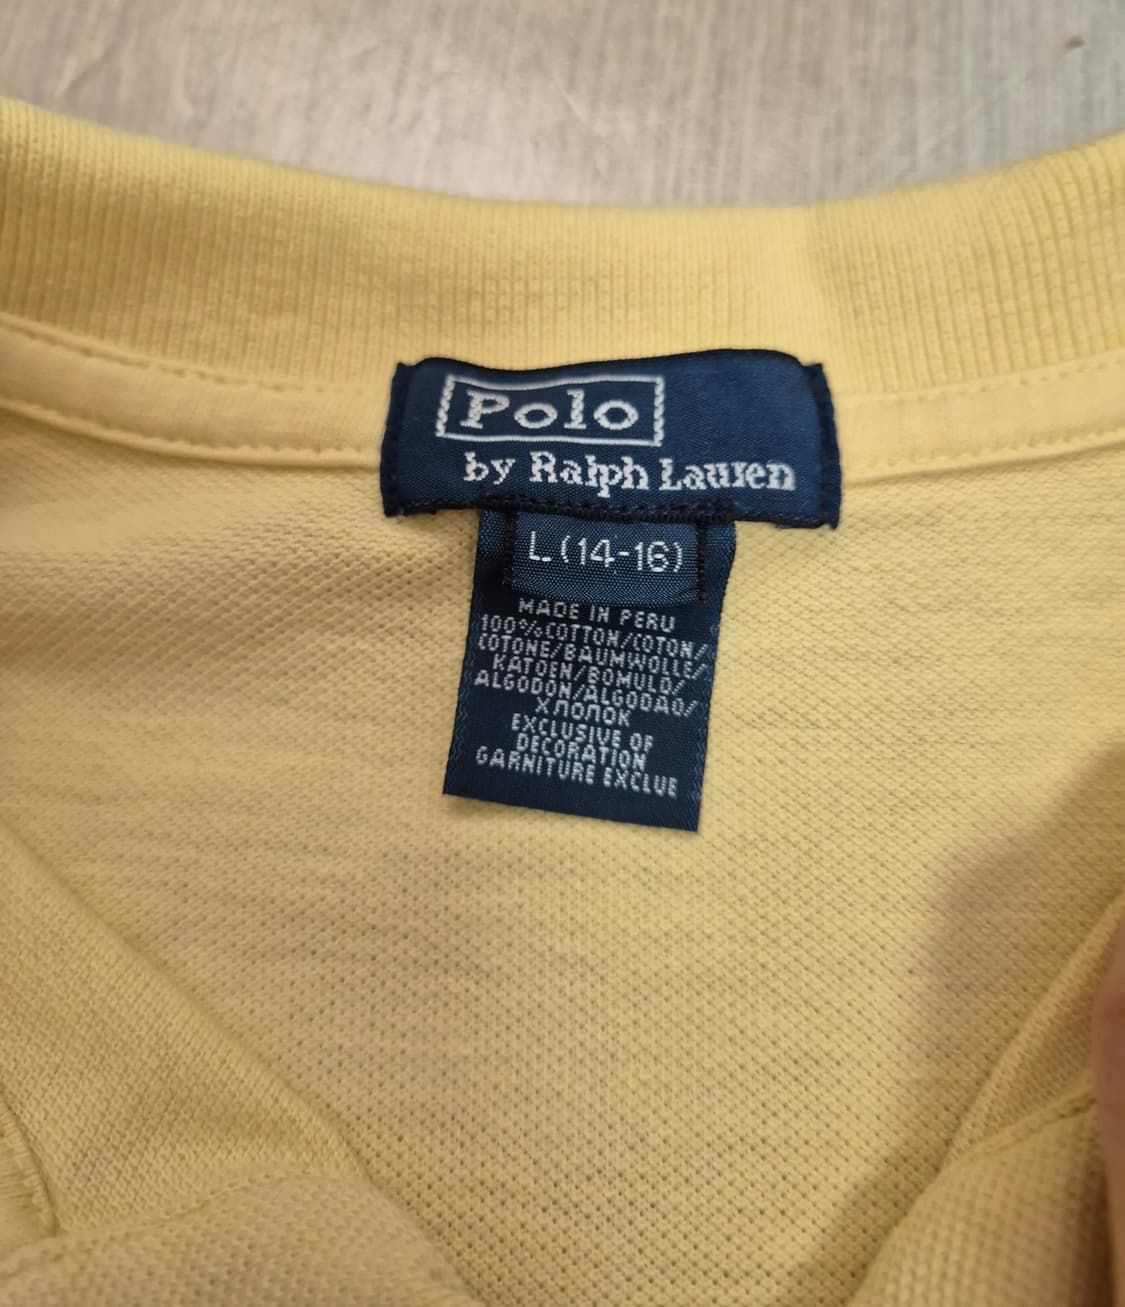 Polo
by Ralph Lauren
L (14-16)
MADE IN PERU
100%COTTON/COTON/
COTONE/BAUMWOLLE/
KATOEN/BOMULD/
ALGODON/ALGODAO/
ХЛОПОК
EXCLUSIVE OF
DECORATION
GARNITURE EXCLUE